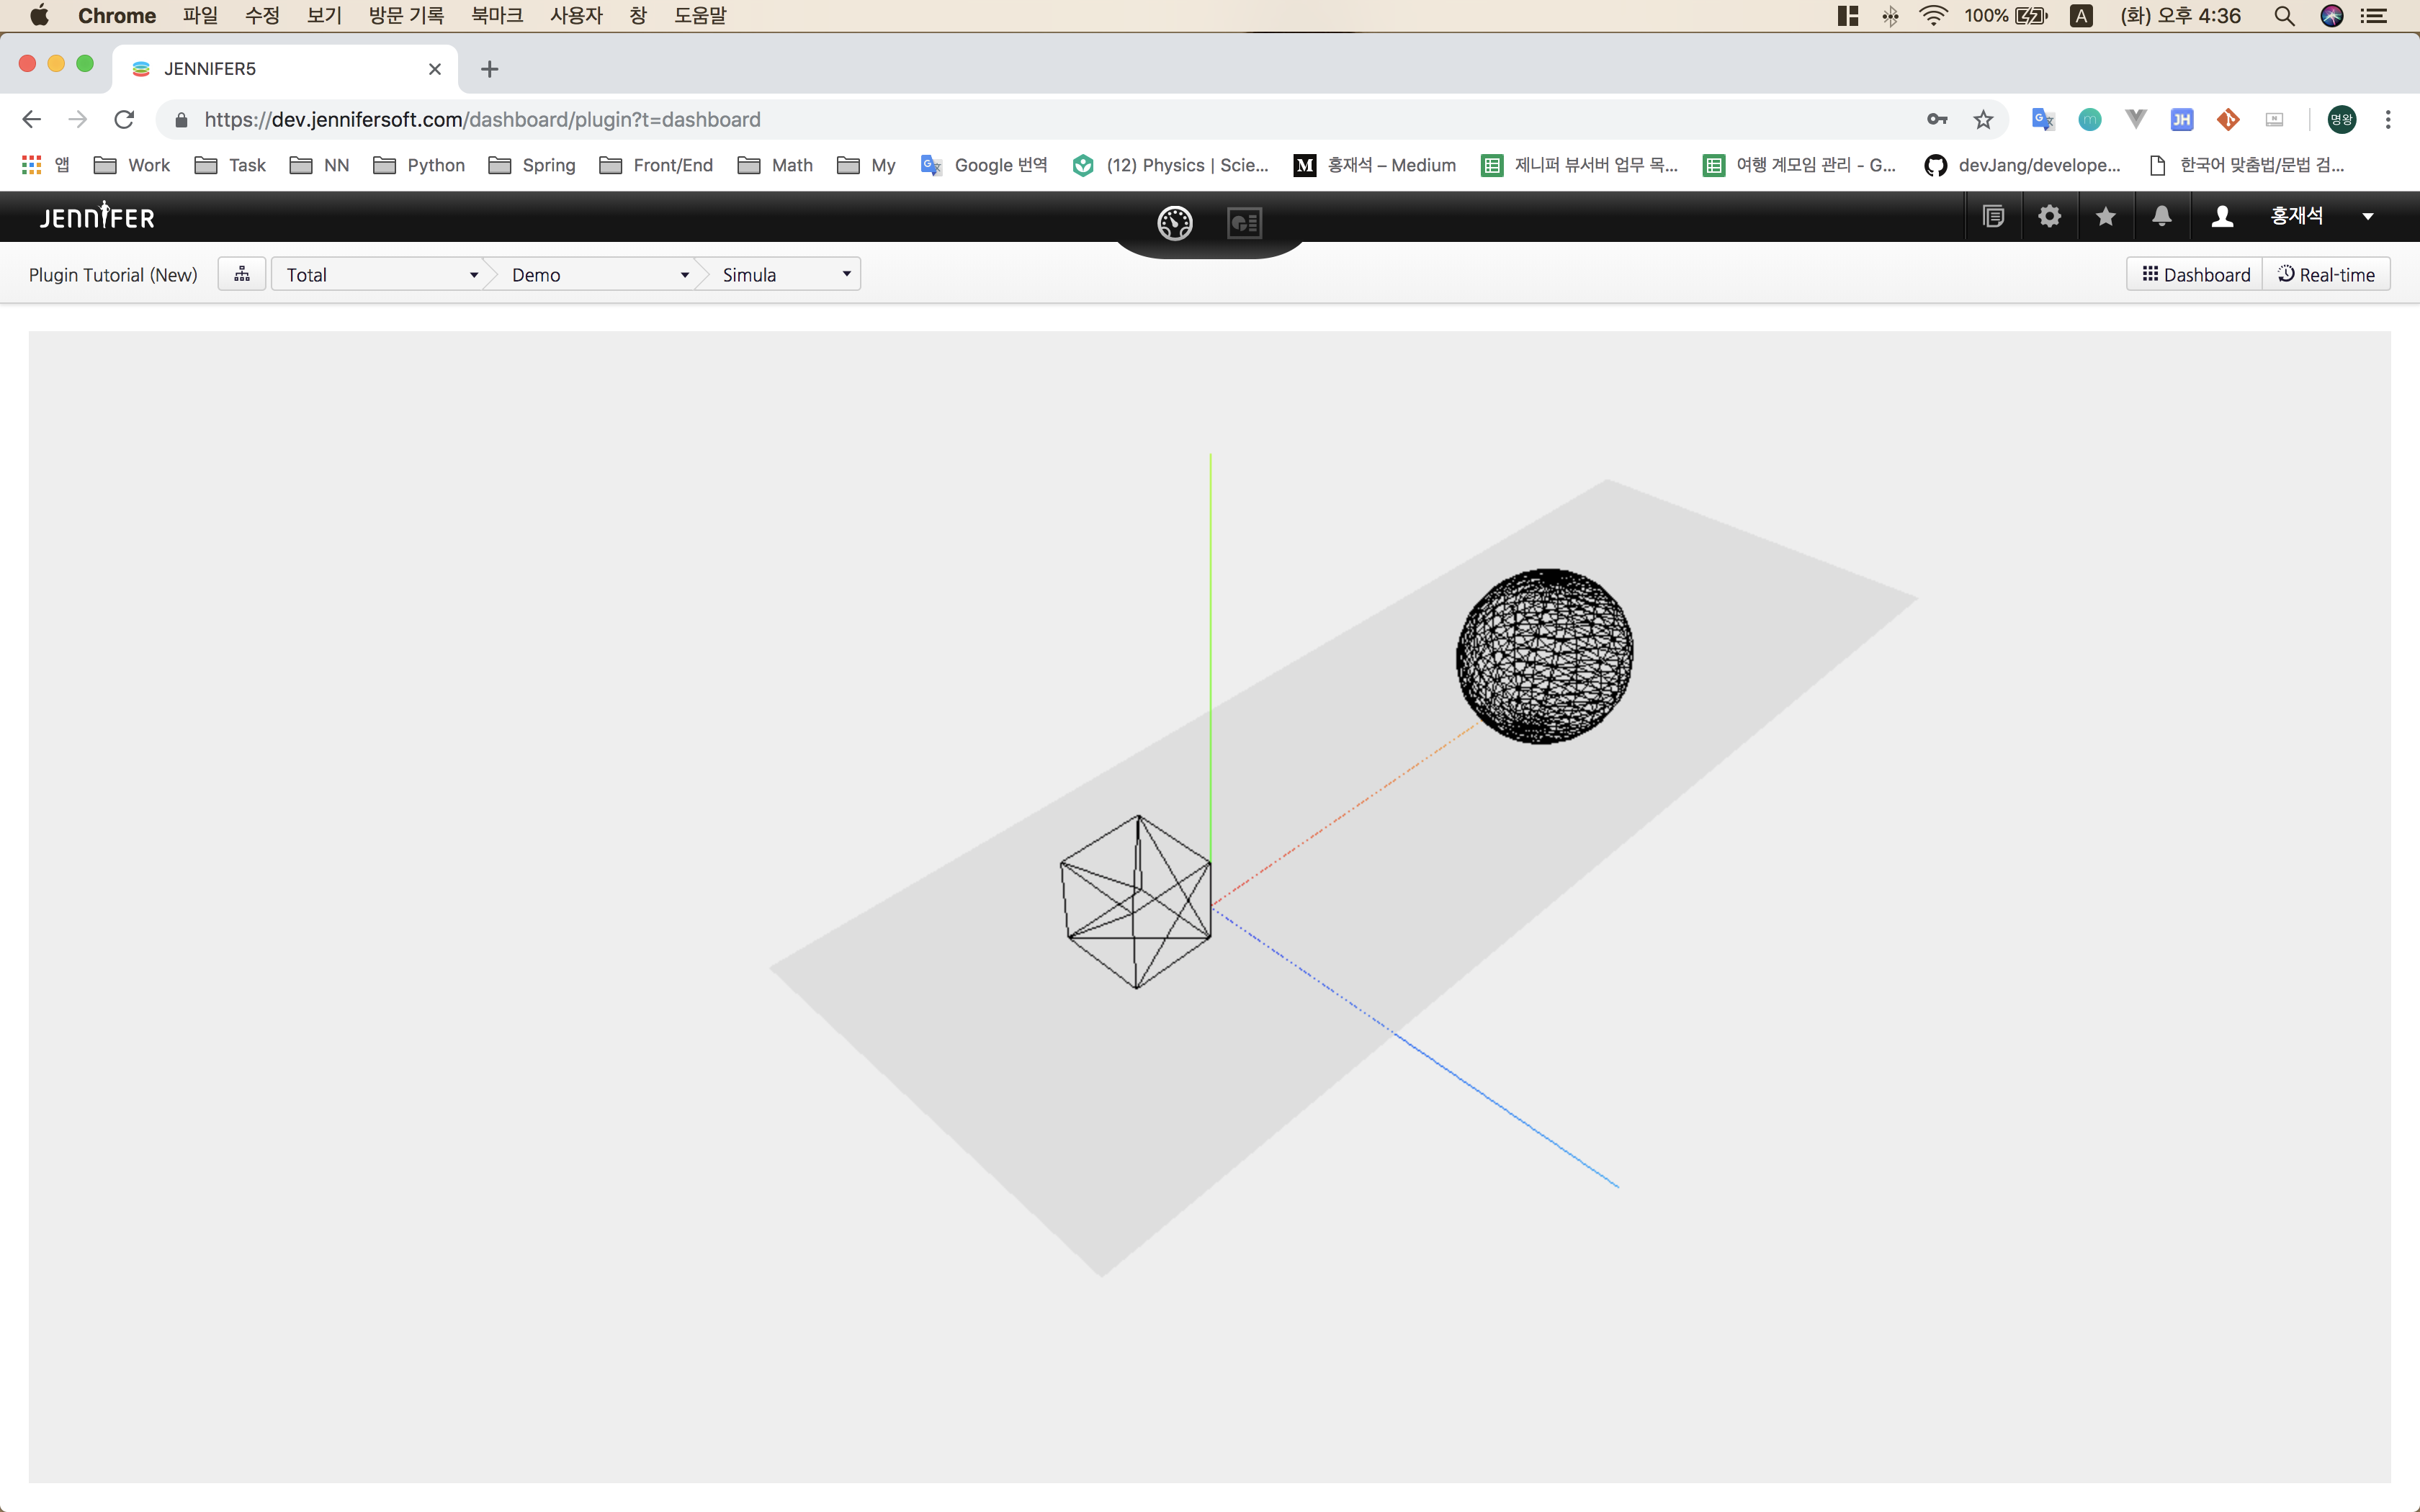 Chrome 파일 수정 보기 방문 기록 북마크 사용자 창 도움말 100% A (화) 오후 4:36
JENNIFER5
https://dev.jennifersoft.com/dashboard/plugin?t=dashboard JH 명왕
앱 Work Task NN Python Spring Front/End Math My Google 번역 (12) Physics | Scie... M 홍재석 – Medium 제니퍼 뷰서버 업무 목... 여행 계모임 관리 - G... devJang/develope... 한국어 맞춤법/문법 검...
JENNIFER 홍재석
Plugin Tutorial (New) Total Demo Simula Dashboard Real-time